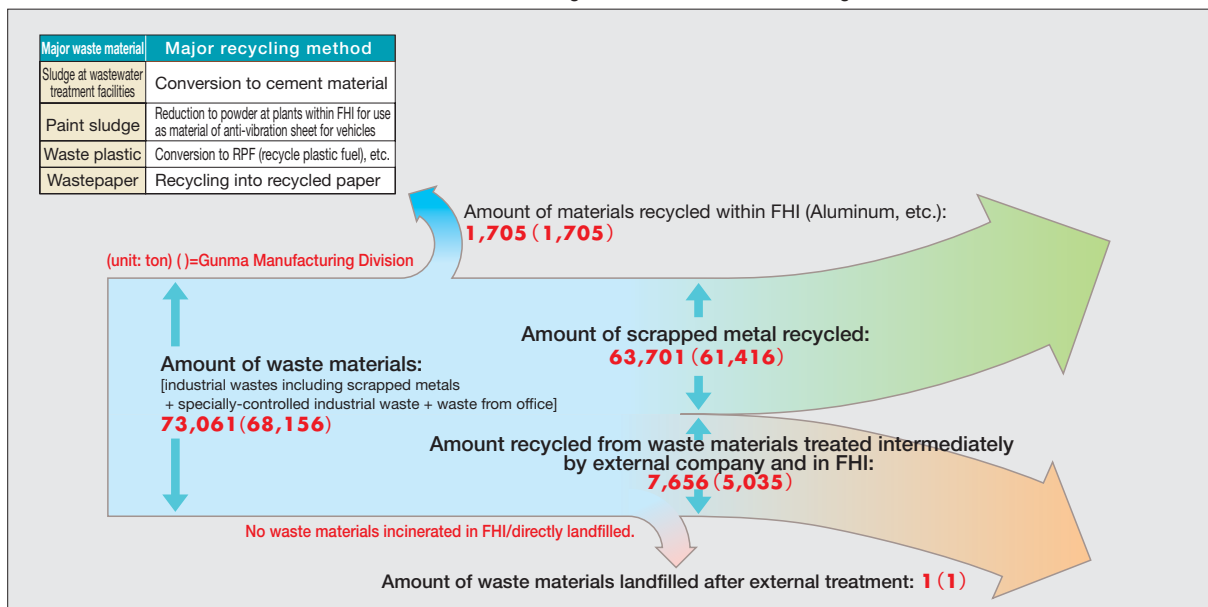 Major waste material Major recycling method
Sludge at wastewater
treatment facilities
Conversion to cement material
Paint sludge
Reduction to powder at plants within FHI for use
as material of anti-vibration sheet for vehicles
Waste plastic Conversion to RPF (recycle plastic fuel), etc.
Wastepaper Recycling into recycled paper
Amount of materials recycled within FHI (Aluminum, etc.):
1,705 (1,705)
(unit: ton) ( )=Gunma Manufacturing Division
Amount of scrapped metal recycled:
63,701 (61,416)
Amount of waste materials:
[industrial wastes including scrapped metals
+ specially-controlled industrial waste + waste from office]
73,061(68,156)
Amount recycled from waste materials treated intermediately
by external company and in FHI:
7,656 (5,035)
No waste materials incinerated in FHI/directly landfilled.
Amount of waste materials landfilled after external treatment: 1 (1)